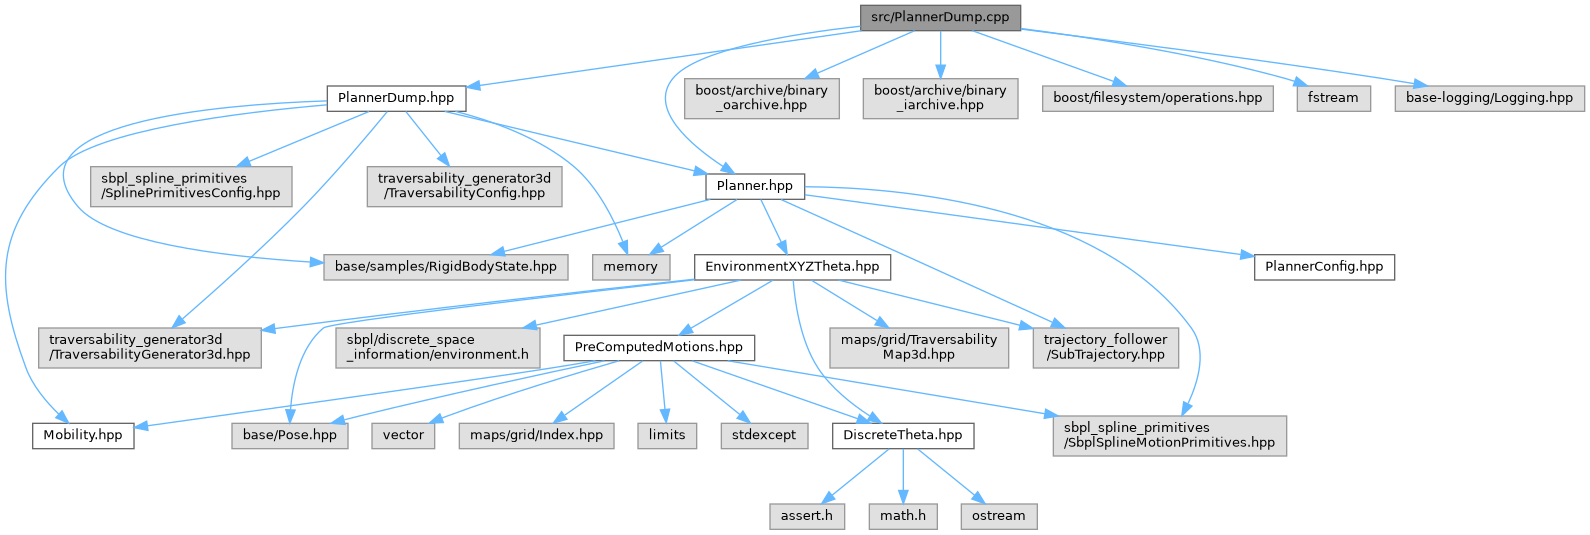 src/PlannerDump.cpp
PlannerDump.hpp
boost/archive/binary
_oarchive.hpp
boost/archive/binary
_iarchive.hpp
boost/filesystem/operations.hpp
fstream
base-logging/Logging.hpp
sbpl_spline_primitives
/SplinePrimitivesConfig.hpp
traversability_generator3d
/TraversabilityConfig.hpp
Planner.hpp
base/samples/RigidBodyState.hpp
memory
EnvironmentXYZTheta.hpp
PlannerConfig.hpp
traversability_generator3d
/TraversabilityGenerator3d.hpp
sbpl/discrete_space
_information/environment.h
PreComputedMotions.hpp
maps/grid/Traversability
Map3d.hpp
trajectory_follower
/SubTrajectory.hpp
Mobility.hpp
base/Pose.hpp
vector
maps/grid/Index.hpp
limits
stdexcept
DiscreteTheta.hpp
sbpl_spline_primitives
/SbplSplineMotionPrimitives.hpp
assert.h
math.h
ostream